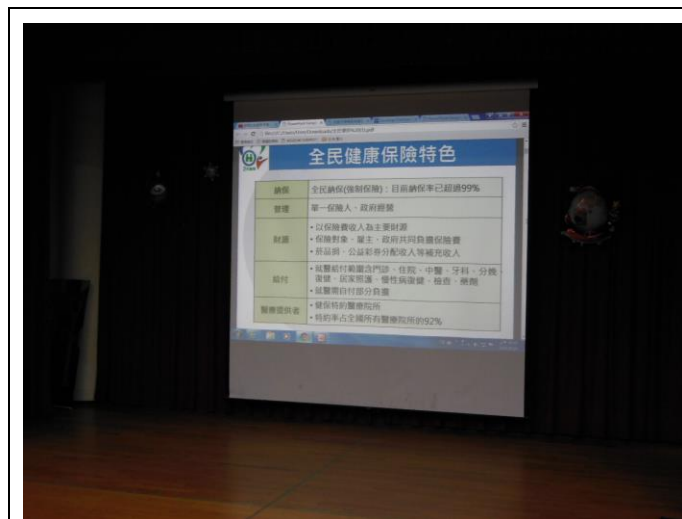 全民健康保險特色
納保
全民納保(強制保險)：目前納保率已超過99%
管理
單一保險人、政府經營
財源
• 以保險費收入為主要財源
• 保險對象、雇主、政府共同負擔保險費
• 菸品捐、公益彩券分配收入等補充收入
給付
• 就醫給付範圍含門診、住院、中醫、牙科、分娩、
復健、居家照護、慢性病復健、檢查、藥劑
• 就醫需自付部分負擔
醫療提供者
• 健保特約醫療院所
• 特約率占全國所有醫療院所的92%